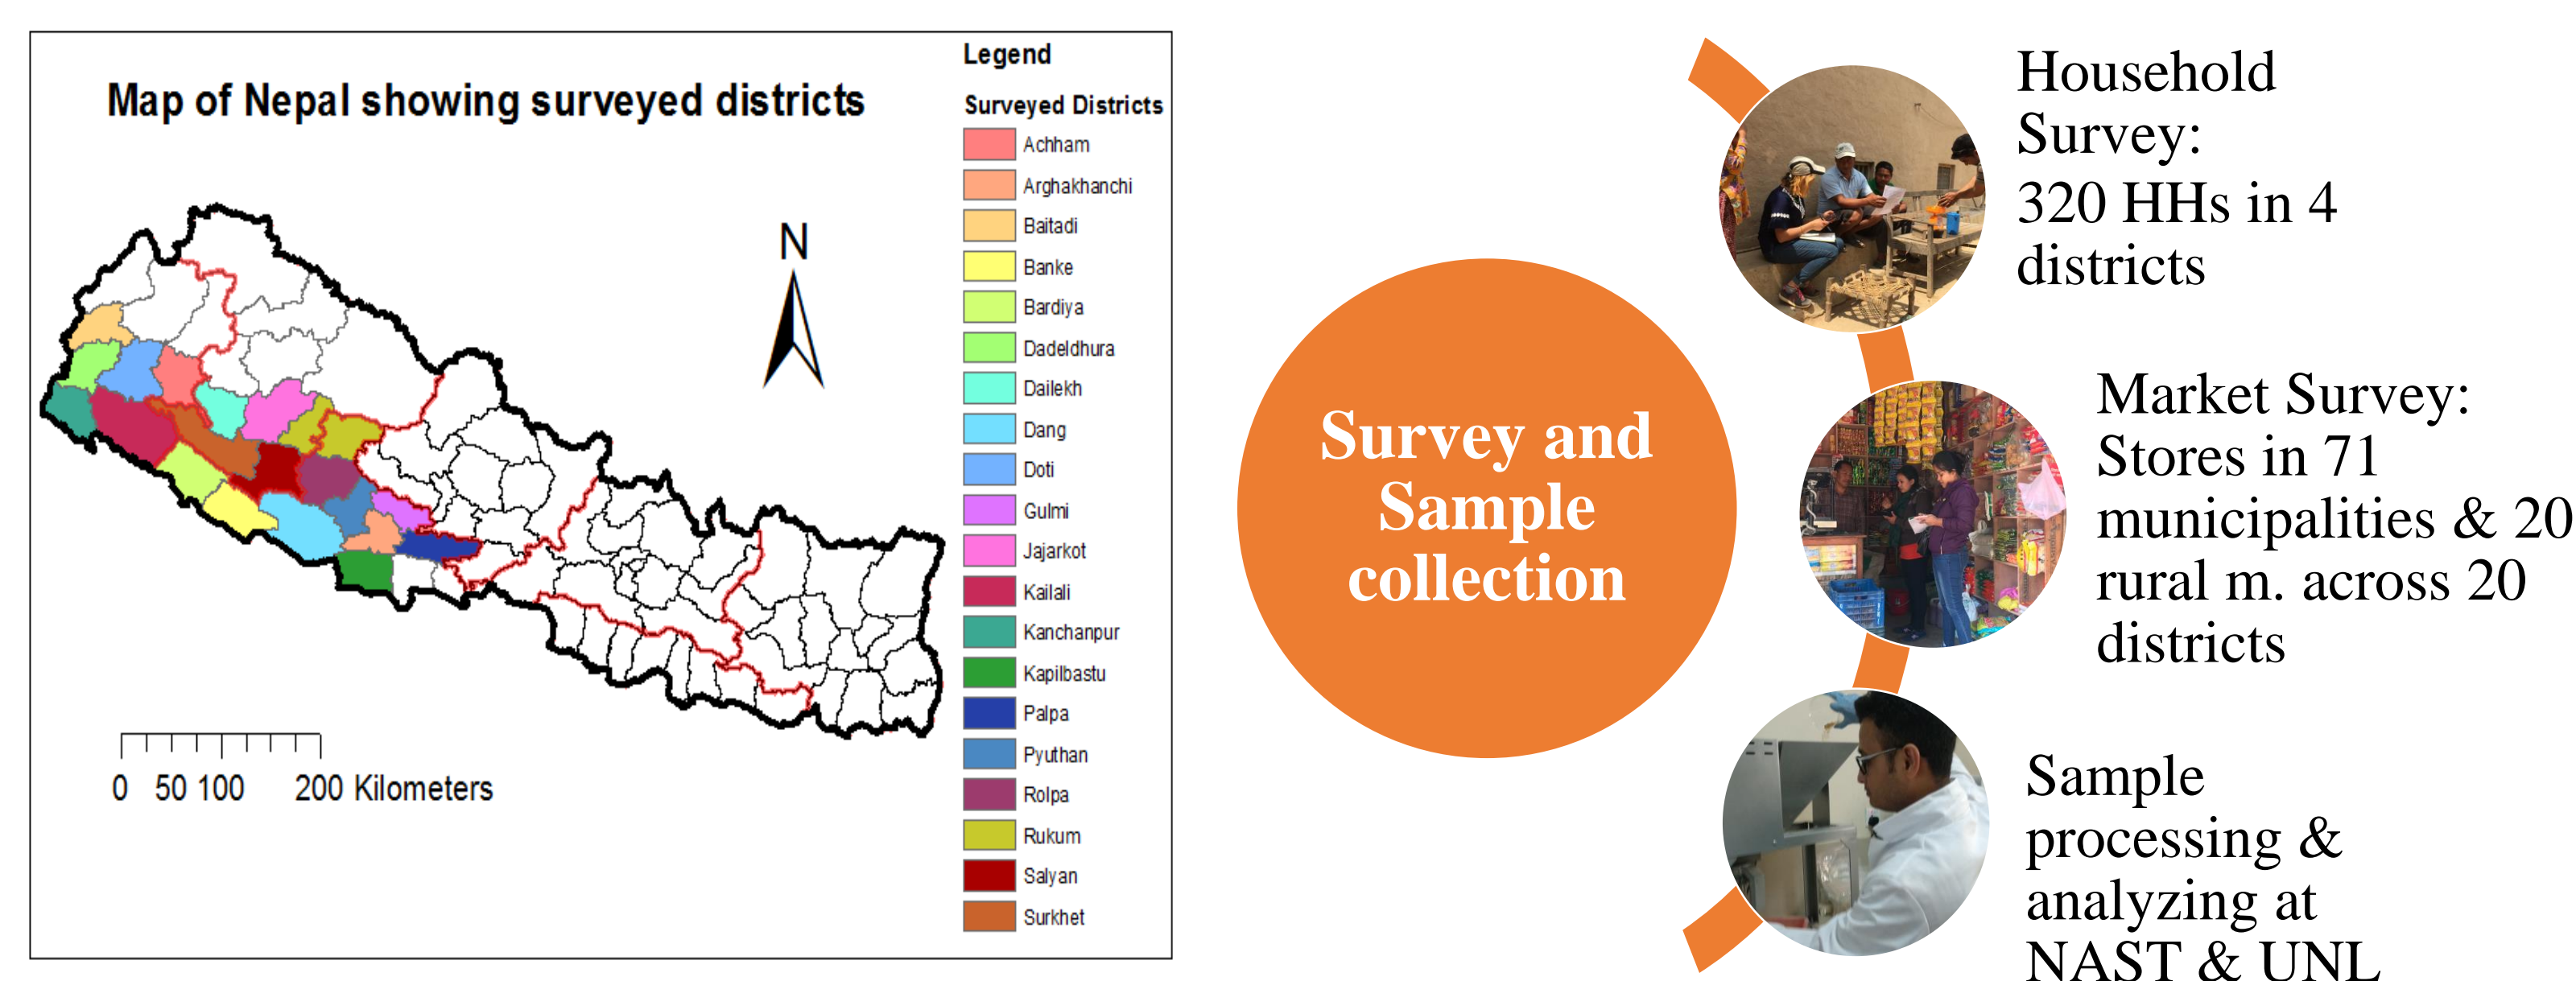 Map of Nepal showing surveyed districts
N
0 50 100 200 Kilometers
Legend
Surveyed Districts
Achham
Arghakhanchi
Baitadi
Banke
Bardiya
Dadeldhura
Dailekh
Dang
Doti
Gulmi
Jajarkot
Kailali
Kanchanpur
Kapilbastu
Palpa
Pyuthan
Rolpa
Rukum
Salyan
Surkhet
Survey and
Sample
collection
Household
Survey:
320 HHs in 4
districts
Market Survey:
Stores in 71
municipalities & 20
rural m. across 20
districts
Sample
processing &
analyzing at
NAST & UNL